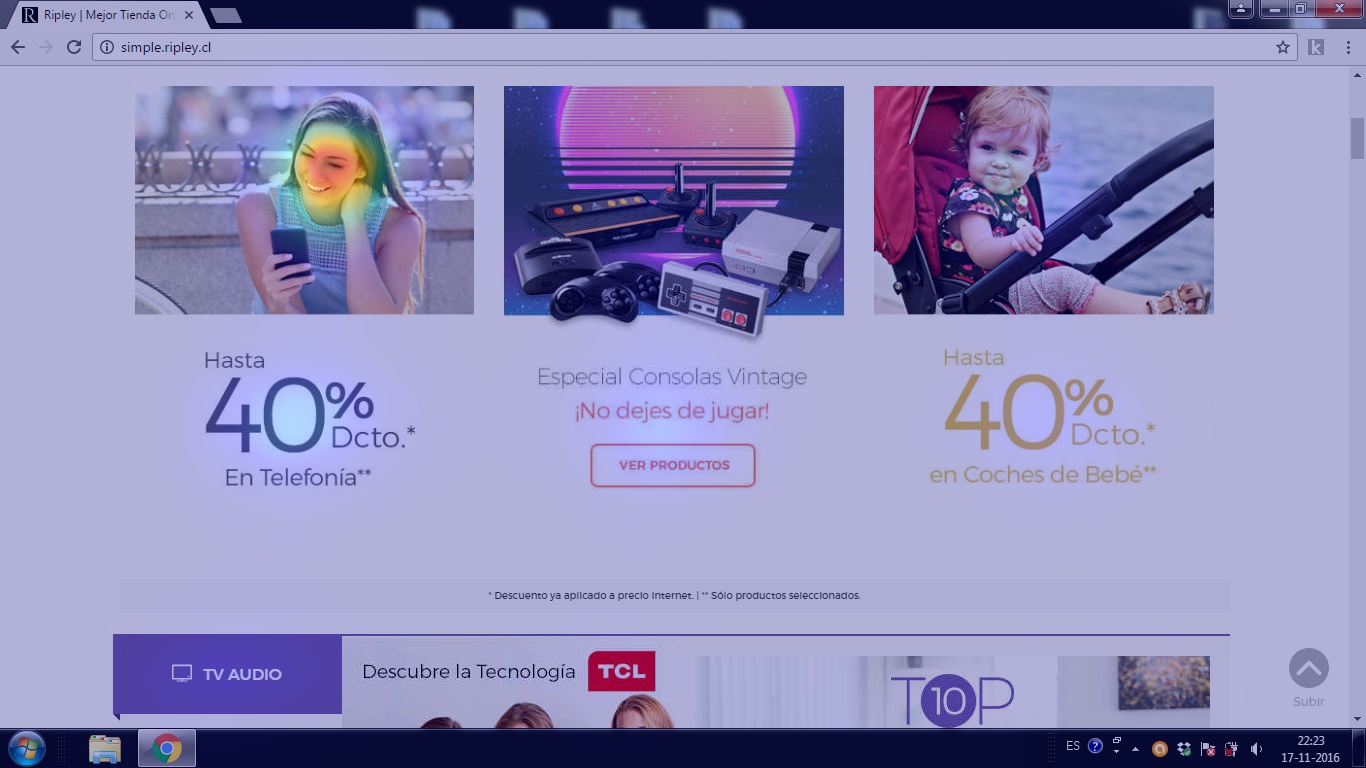 Ripley | Mejor Tienda On
simple.ripley.cl
Hasta
40%
Dcto.*
En Telefonía**
Especial Consolas Vintage
¡No dejes de jugar!
VER PRODUCTOS
Hasta
40%
Dcto.*
en Coches de Bebé**
* Descuento ya aplicado a precio Internet. | ** Sólo productos seleccionados.
TV AUDIO
Descubre la Tecnología TCL
TOP 10
Subir
ES
22:23
17-11-2016